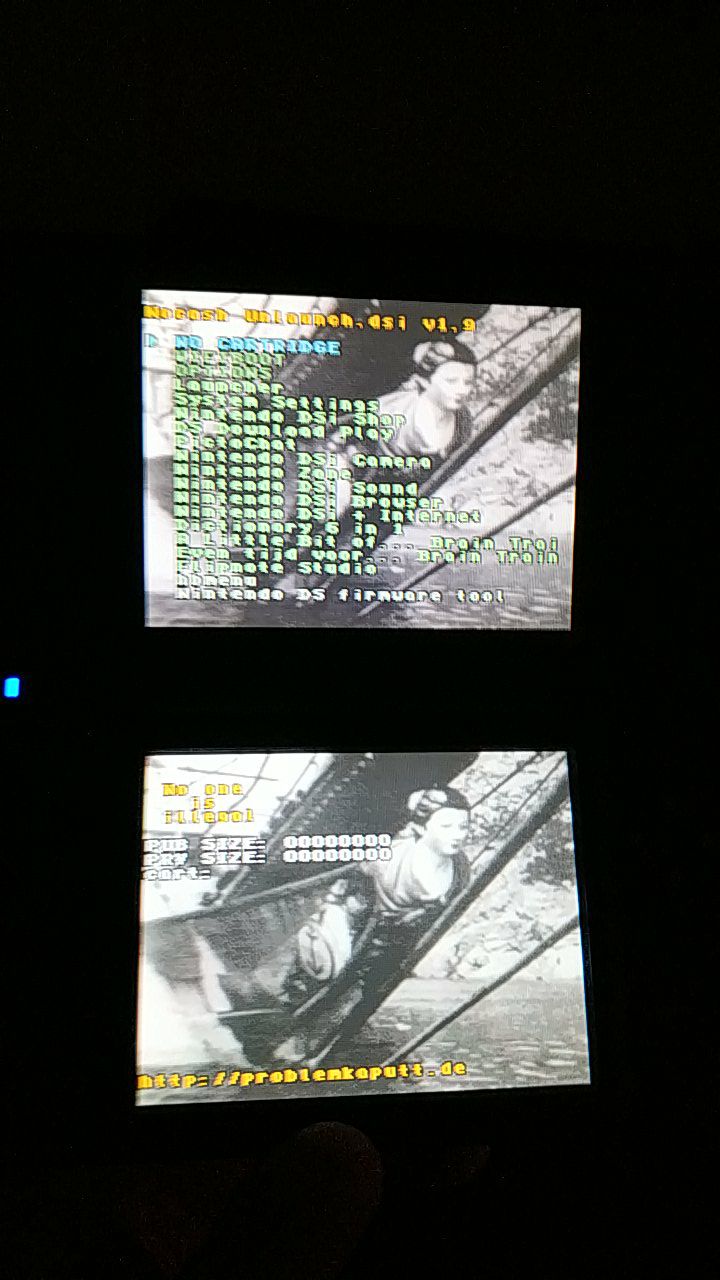 Nocash Unlaunch.dsi v1.9
NO CARTRIDGE
WIFIBOOT
OPTIONS
Launcher
System Settings
Nintendo DSi Shop
DS Download Play
PictoChat
Nintendo DSi Camera
Nintendo Zone
Nintendo DSi Sound
Nintendo DSi Browser
Nintendo DSi + Internet
Dictionary 6 in 1
A Little Bit of... Brain Trai
Even tijd voor... Brain Train
Flipnote Studio
hbmenu
Nintendo DS firmware tool
No one
is
illegal
PUB SIZE: 00000000
PRV SIZE: 00000000
cart:
http://problemkaputt.de